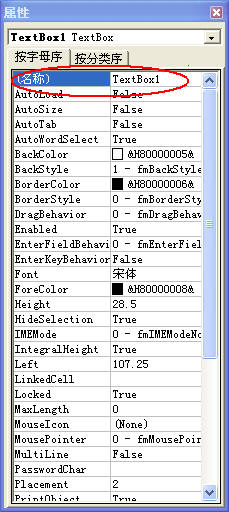 属性
TextBox1 TextBox
按字母序 按分类序
(名称) TextBox1
AutoLoad False
AutoSize False
AutoTab False
AutoWordSelect True
BackColor &H80000005&
BackStyle 1 - fmBackStyle
BorderColor &H80000006&
BorderStyle 0 - fmBorderSty
DragBehavior 0 - fmDragBehav
Enabled True
EnterFieldBehavi 0 - fmEnterFiel
EnterKeyBehavior False
Font 宋体
ForeColor &H80000008&
Height 28.5
HideSelection True
IMEMode 0 - fmIMEModeNo
IntegralHeight True
Left 107.25
LinkedCell
Locked True
MaxLength 0
MouseIcon (None)
MousePointer 0 - fmMousePoin
MultiLine False
PasswordChar
Placement 2
PrintObject True